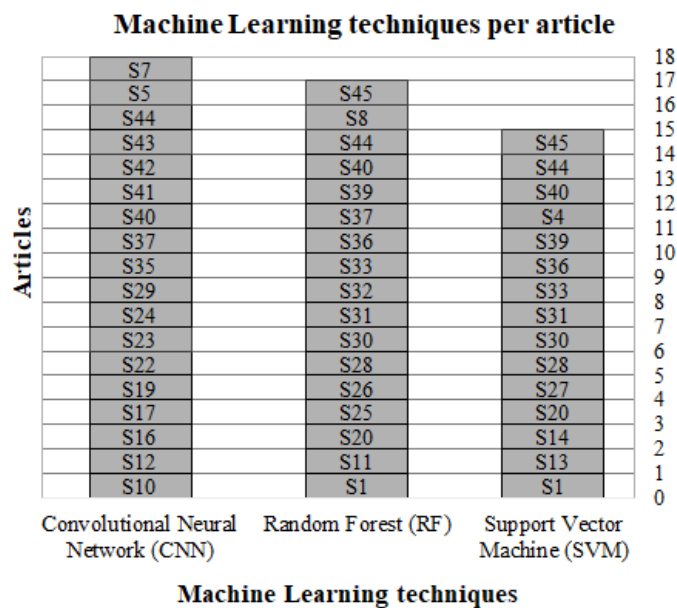 Machine Learning techniques per article
Articles
S7
S5
S44
S43
S42
S41
S40
S37
S35
S29
S24
S23
S22
S19
S17
S16
S12
S10
S45
S8
S44
S40
S39
S37
S36
S33
S32
S31
S30
S28
S26
S25
S20
S11
S1
S45
S44
S40
S4
S39
S36
S33
S31
S30
S28
S27
S20
S14
S13
S1
18
17
16
15
14
13
12
11
10
9
8
7
6
5
4
3
2
1
0
Convolutional Neural
Network (CNN)
Random Forest (RF)
Support Vector
Machine (SVM)
Machine Learning techniques